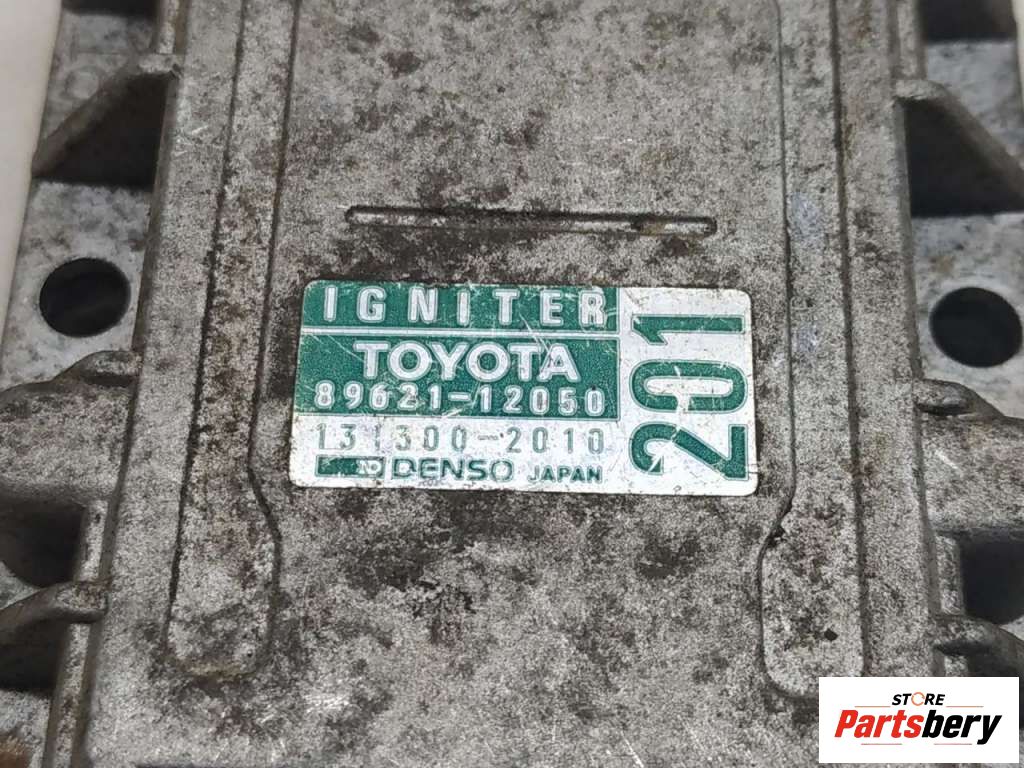 IGNITER
TOYOTA
89621-12050
131300-2010
DENSO JAPAN
201
STORE
Partsbery